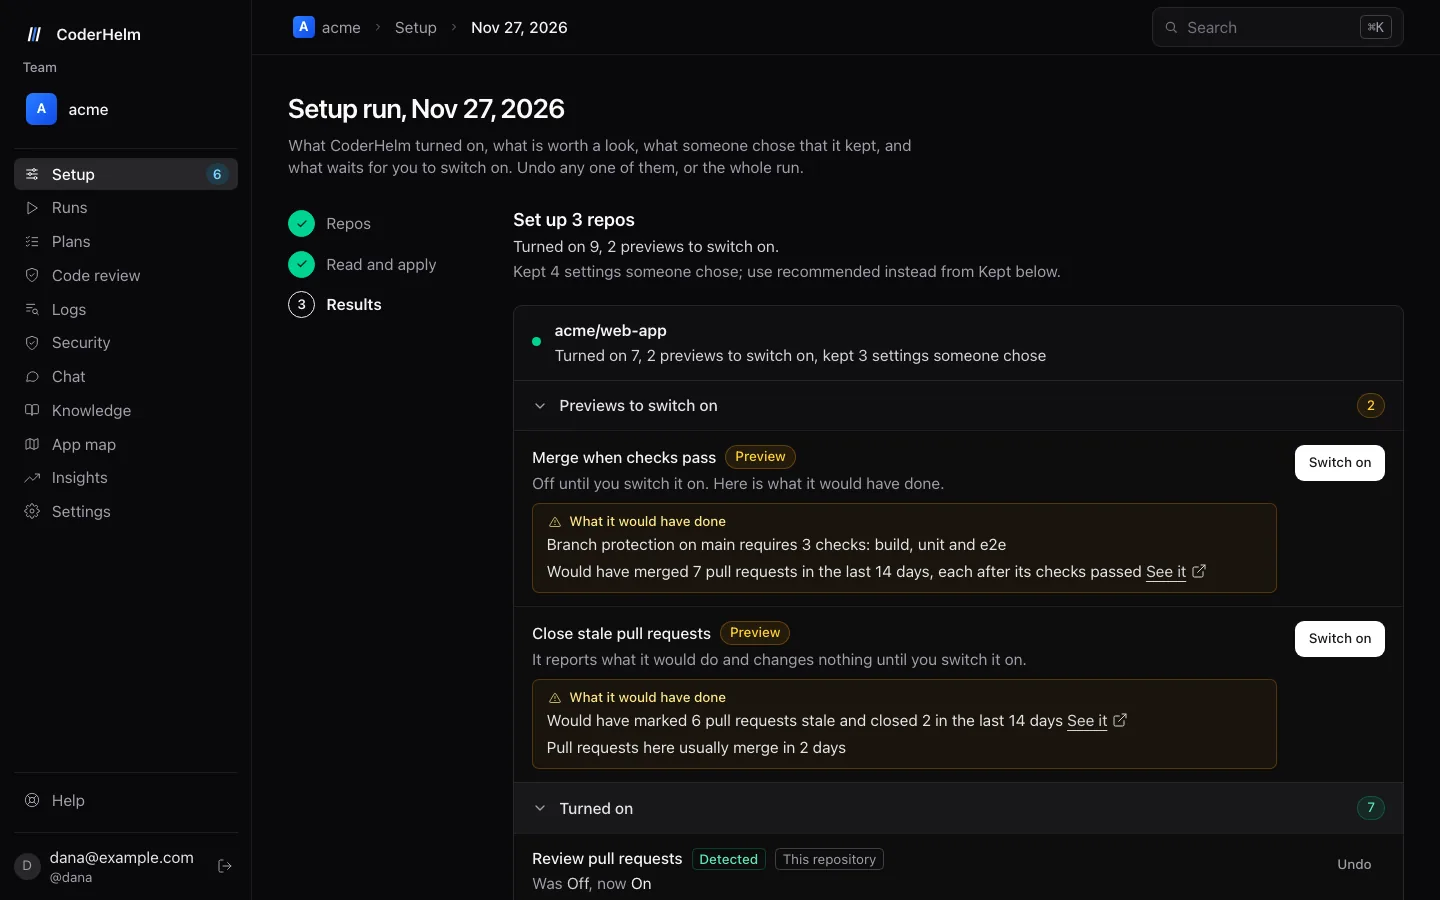 CoderHelm
Team
A acme
Setup 6
Runs
Plans
Code review
Logs
Security
Chat
Knowledge
App map
Insights
Settings
Help
D dana@example.com
@dana
A acme › Setup › Nov 27, 2026
Search ⌘K
Setup run, Nov 27, 2026
What CoderHelm turned on, what is worth a look, what someone chose that it kept, and
what waits for you to switch on. Undo any one of them, or the whole run.
Repos
Read and apply
3 Results
Set up 3 repos
Turned on 9, 2 previews to switch on.
Kept 4 settings someone chose; use recommended instead from Kept below.
acme/web-app
Turned on 7, 2 previews to switch on, kept 3 settings someone chose
Previews to switch on 2
Merge when checks pass Preview
Switch on
Off until you switch it on. Here is what it would have done.
What it would have done
Branch protection on main requires 3 checks: build, unit and e2e
Would have merged 7 pull requests in the last 14 days, each after its checks passed See it
Close stale pull requests Preview
Switch on
It reports what it would do and changes nothing until you switch it on.
What it would have done
Would have marked 6 pull requests stale and closed 2 in the last 14 days See it
Pull requests here usually merge in 2 days
Turned on 7
Review pull requests Detected This repository
Undo
Was Off, now On